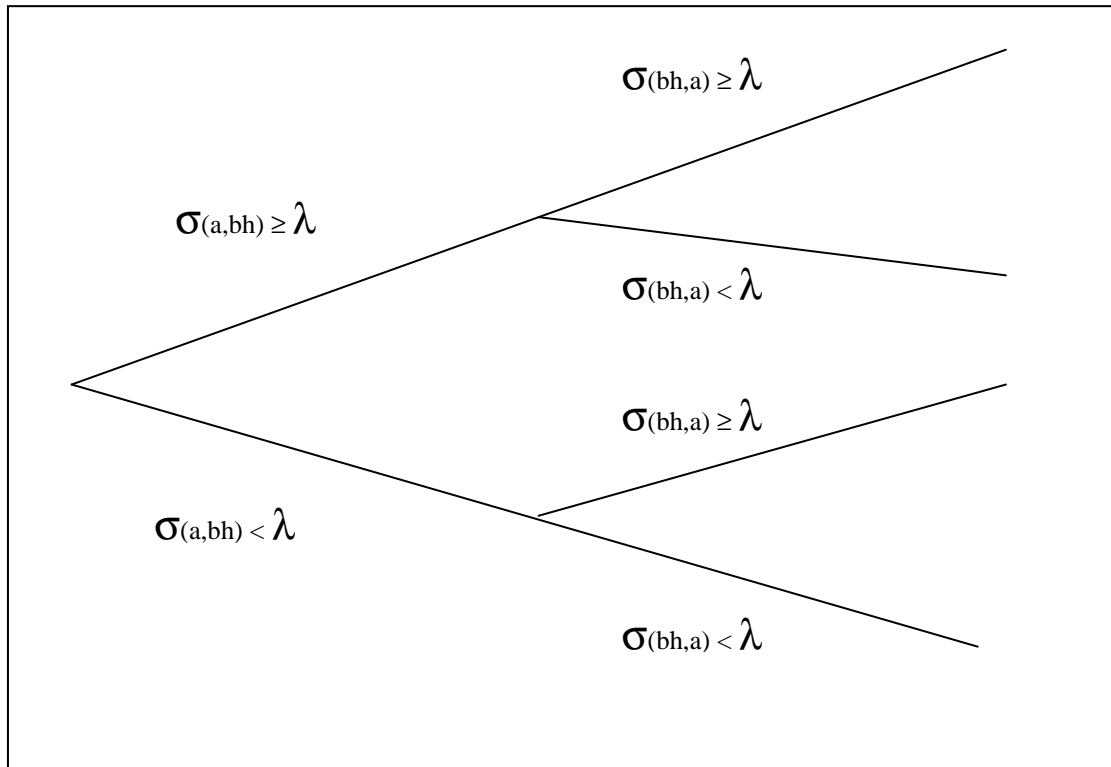 σ(bh,a) ≥ λ
σ(a,bh) ≥ λ
σ(bh,a) < λ
σ(bh,a) ≥ λ
σ(a,bh) < λ
σ(bh,a) < λ